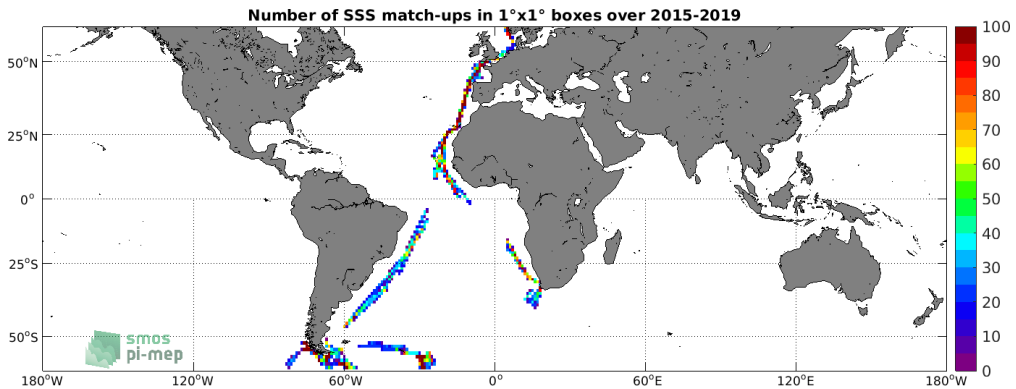 Number of SSS match-ups in 1°x1° boxes over 2015-2019
100
90
80
70
60
50
40
30
20
10
0
50°N
25°N
0°
25°S
50°S
smos
pi-mep
180°W 120°W 60°W 0° 60°E 120°E 180°W